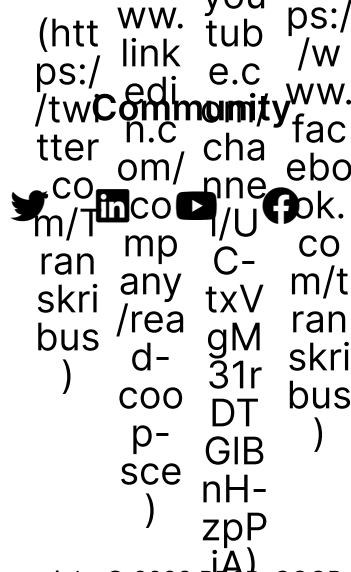 (htt
ps:/
/twi
tter
.co
m/T
ran
skri
bus
)
ww.
link
edi
n.c
om/
co
mp
any
/rea
d-
coo
p-
sce
)
you
tub
e.c
om/
cha
nne
l/U
C-
txV
gM
31r
DT
GIB
nH-
zpP
iA)
ps:/
/w
ww.
fac
ebo
ok.
co
m/t
ran
skri
bus
)
Community